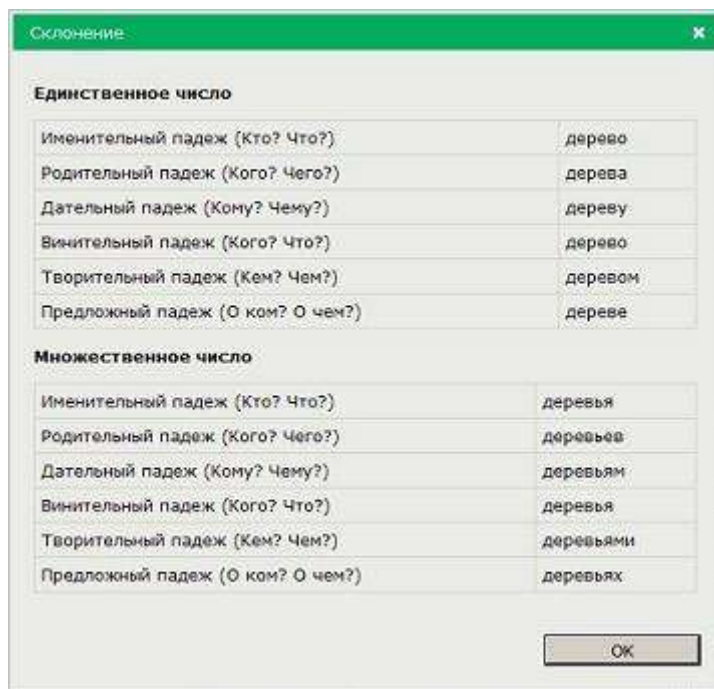 Склонение
Единственное число
Именительный падеж (Кто? Что?) дерево
Родительный падеж (Кого? Чего?) дерева
Дательный падеж (Кому? Чему?) дереву
Винительный падеж (Кого? Что?) дерево
Творительный падеж (Кем? Чем?) деревом
Предложный падеж (О ком? О чем?) дереве
Множественное число
Именительный падеж (Кто? Что?) деревья
Родительный падеж (Кого? Чего?) деревьев
Дательный падеж (Кому? Чему?) деревьям
Винительный падеж (Кого? Что?) деревья
Творительный падеж (Кем? Чем?) деревьями
Предложный падеж (О ком? О чем?) деревьях
OK